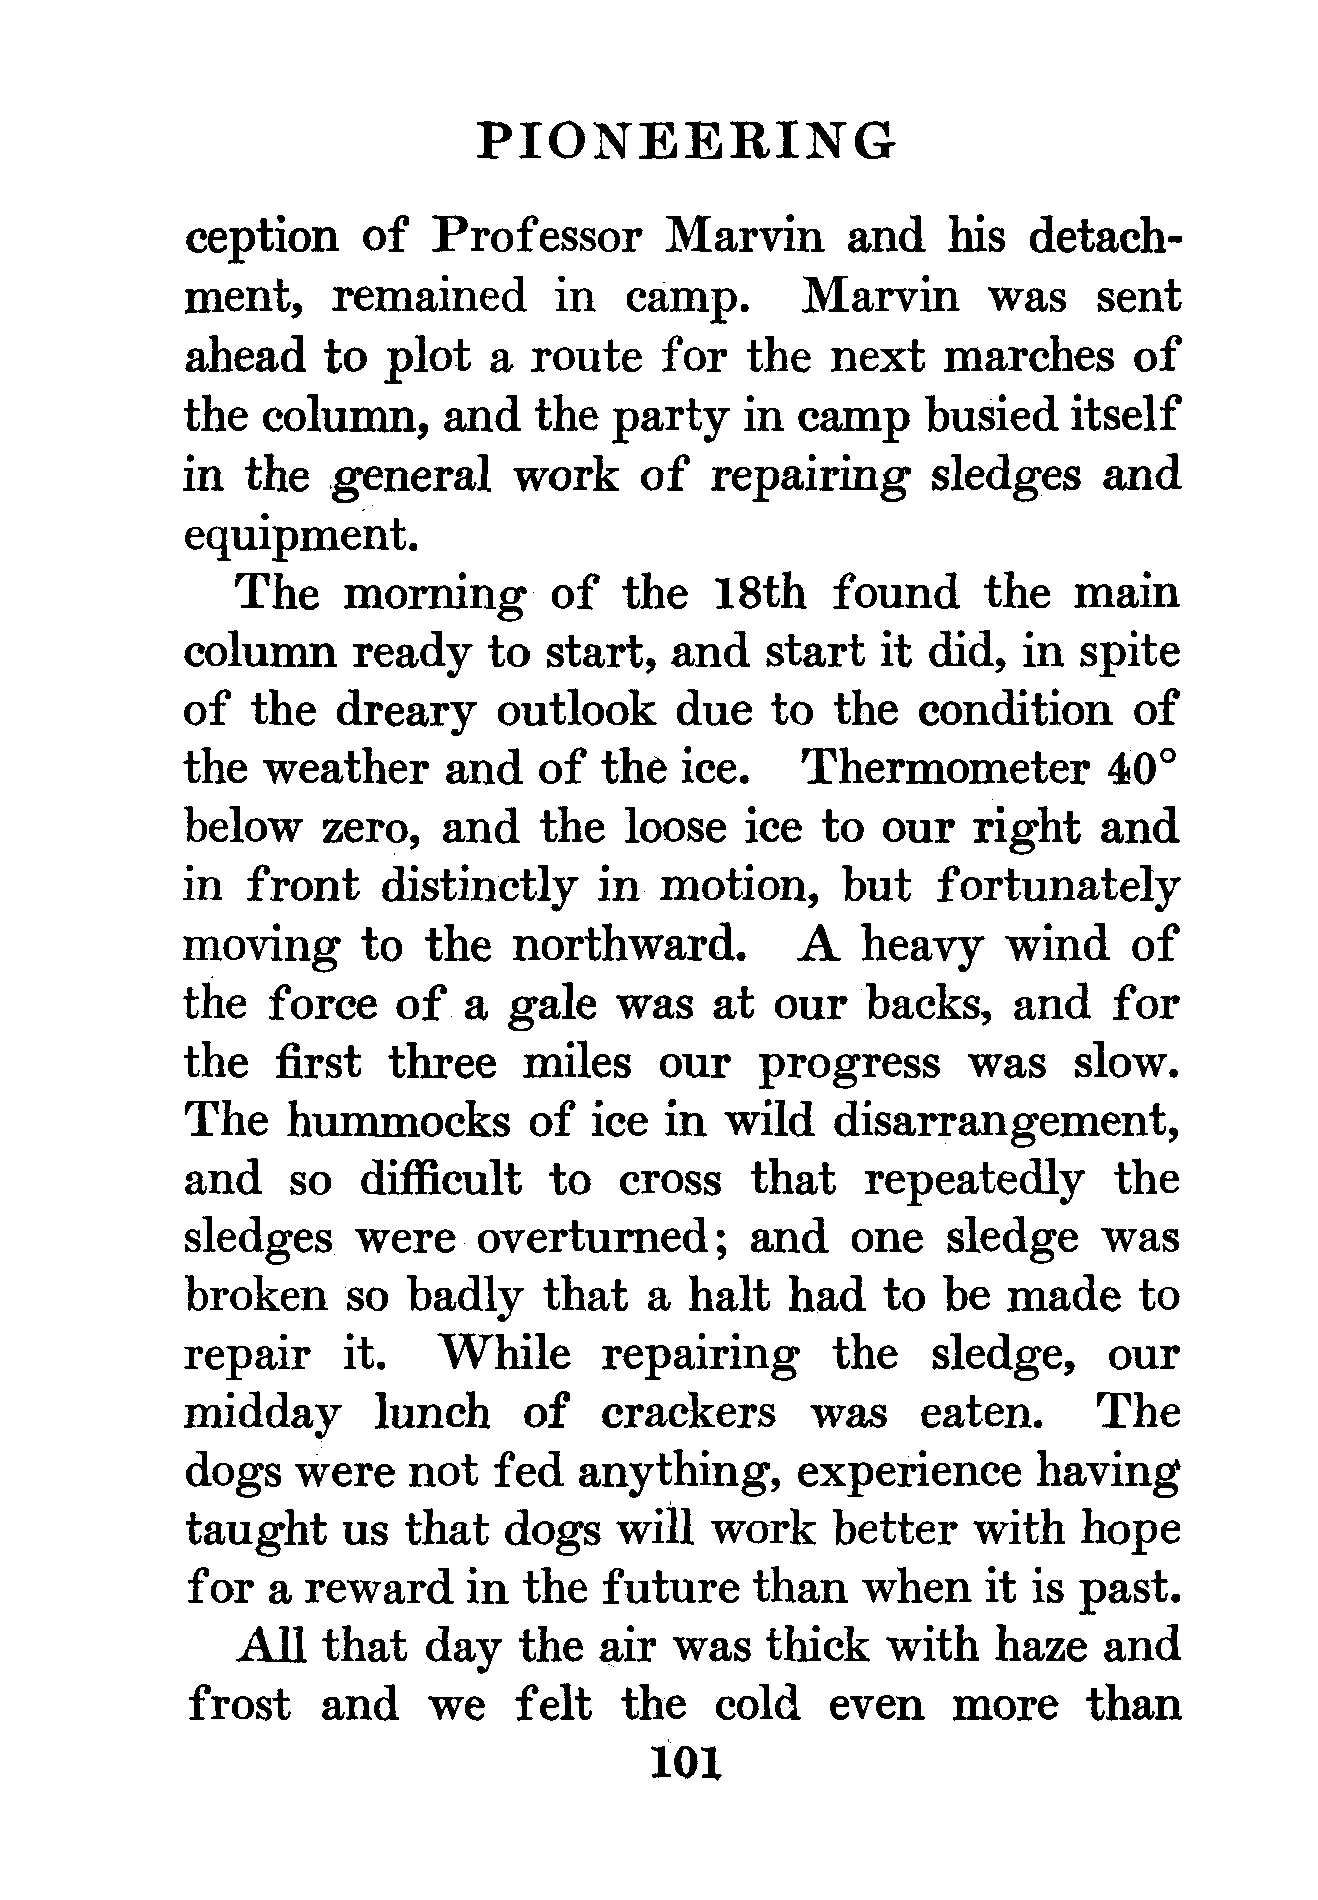 PIONEERING
ception of Professor Marvin and his detach-
ment, remained in camp. Marvin was sent
ahead to plot a route for the next marches of
the column, and the party in camp busied itself
in the general work of repairing sledges and
equipment.
The morning of the 18th found the main
column ready to start, and start it did, in spite
of the dreary outlook due to the condition of
the weather and of the ice. Thermometer 40°
below zero, and the loose ice to our right and
in front distinctly in motion, but fortunately
moving to the northward. A heavy wind of
the force of a gale was at our backs, and for
the first three miles our progress was slow.
The hummocks of ice in wild disarrangement,
and so difficult to cross that repeatedly the
sledges were overturned; and one sledge was
broken so badly that a halt had to be made to
repair it. While repairing the sledge, our
midday lunch of crackers was eaten. The
dogs were not fed anything, experience having
taught us that dogs will work better with hope
for a reward in the future than when it is past.
All that day the air was thick with haze and
frost and we felt the cold even more than
101